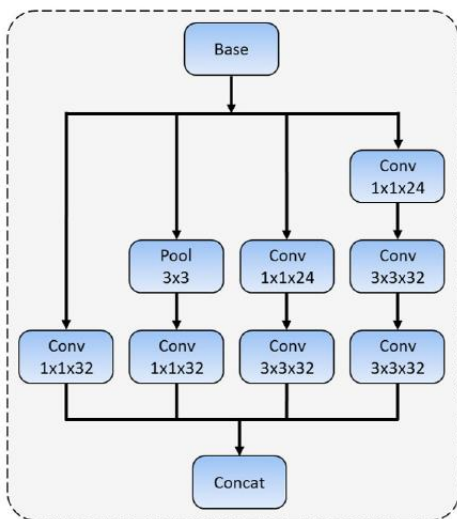 Base
Conv
1x1x24
Pool
3x3
Conv
1x1x24
Conv
3x3x32
Conv
1x1x32
Conv
1x1x32
Conv
3x3x32
Conv
3x3x32
Concat